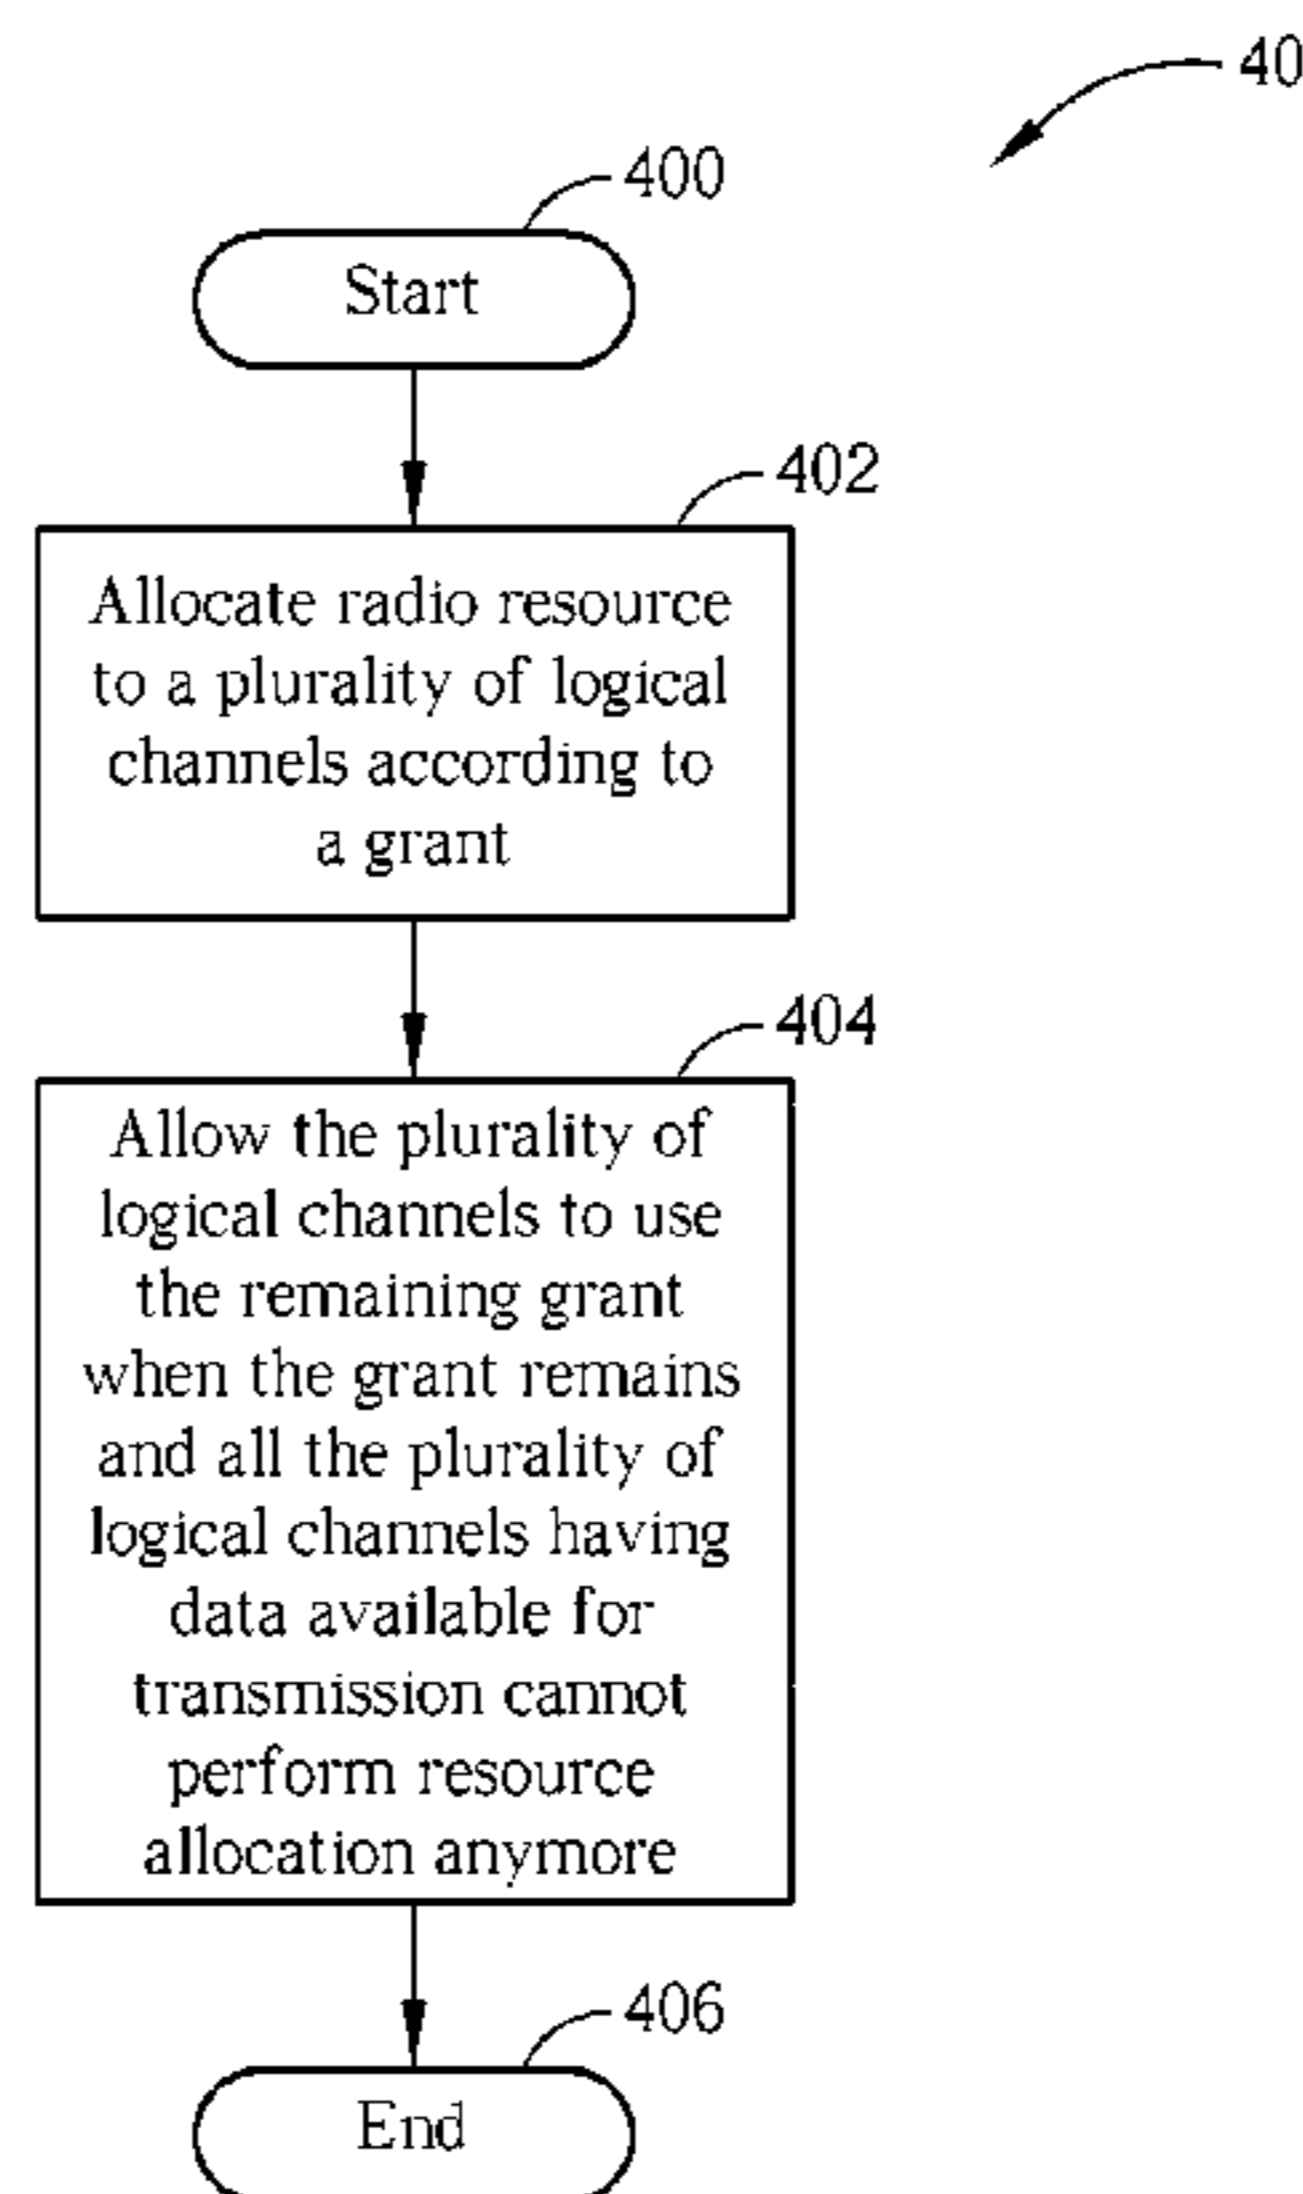 40
400
Start
402
Allocate radio resource
to a plurality of logical
channels according to
a grant
404
Allow the plurality of
logical channels to use
the remaining grant
when the grant remains
and all the plurality of
logical channels having
data available for
transmission cannot
perform resource
allocation anymore
406
End